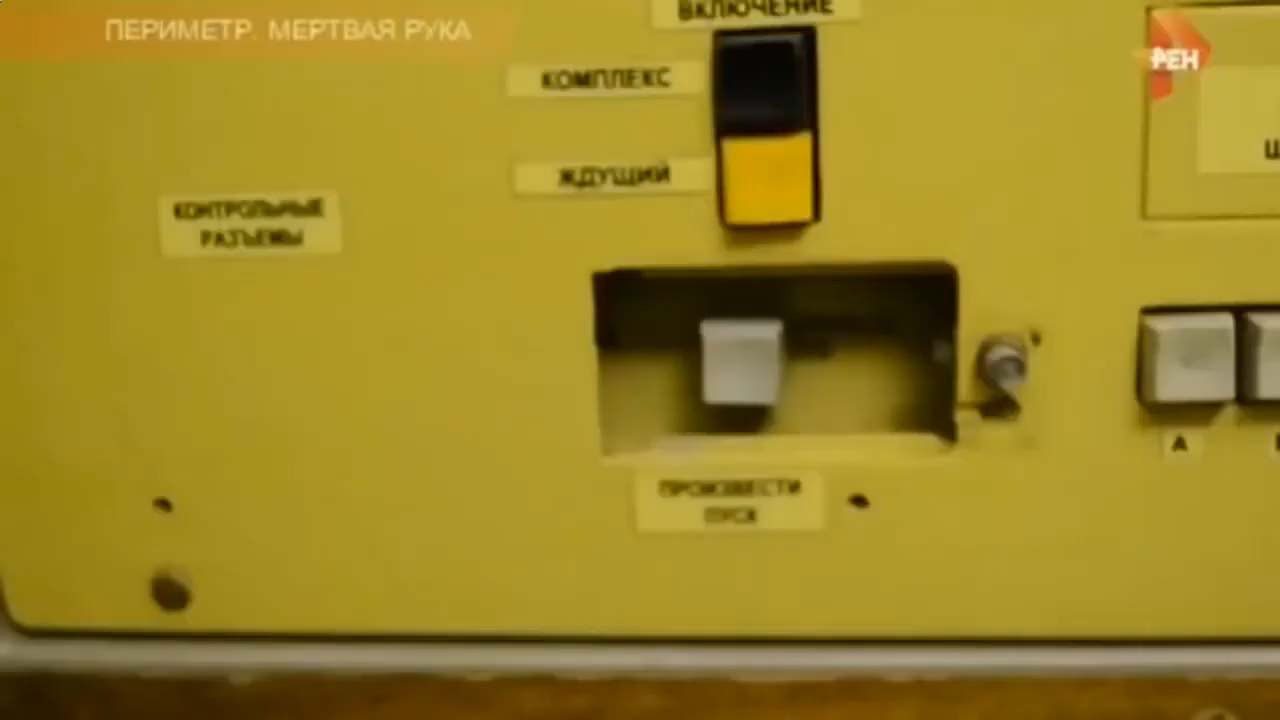 ПЕРИМЕТР. МЕРТВАЯ РУКА
РЕН
ВКЛЮЧЕНИЕ
КОМПЛЕКС
ЖДУЩИЙ
КОНТРОЛЬНЫЕ
РАЗЪЕМЫ
ПРОИЗВЕСТИ
ПУСК
А